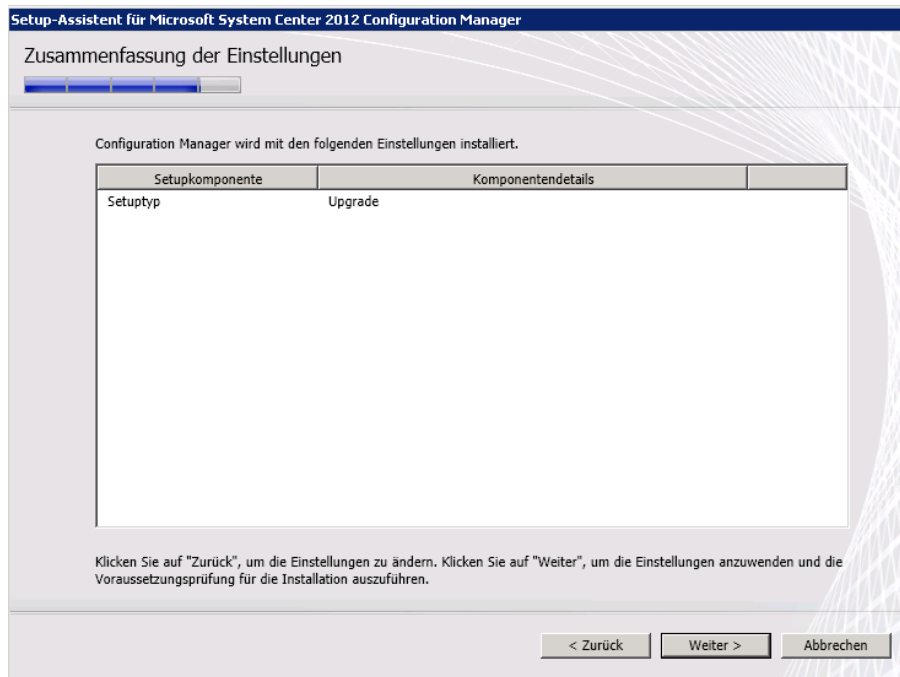 Setup-Assistent für Microsoft System Center 2012 Configuration Manager
Zusammenfassung der Einstellungen
Configuration Manager wird mit den folgenden Einstellungen installiert.
Setupkomponente Komponentendetails
Setuptyp Upgrade
Klicken Sie auf "Zurück", um die Einstellungen zu ändern. Klicken Sie auf "Weiter", um die Einstellungen anzuwenden und die
Voraussetzungsprüfung für die Installation auszuführen.
< Zurück Weiter > Abbrechen